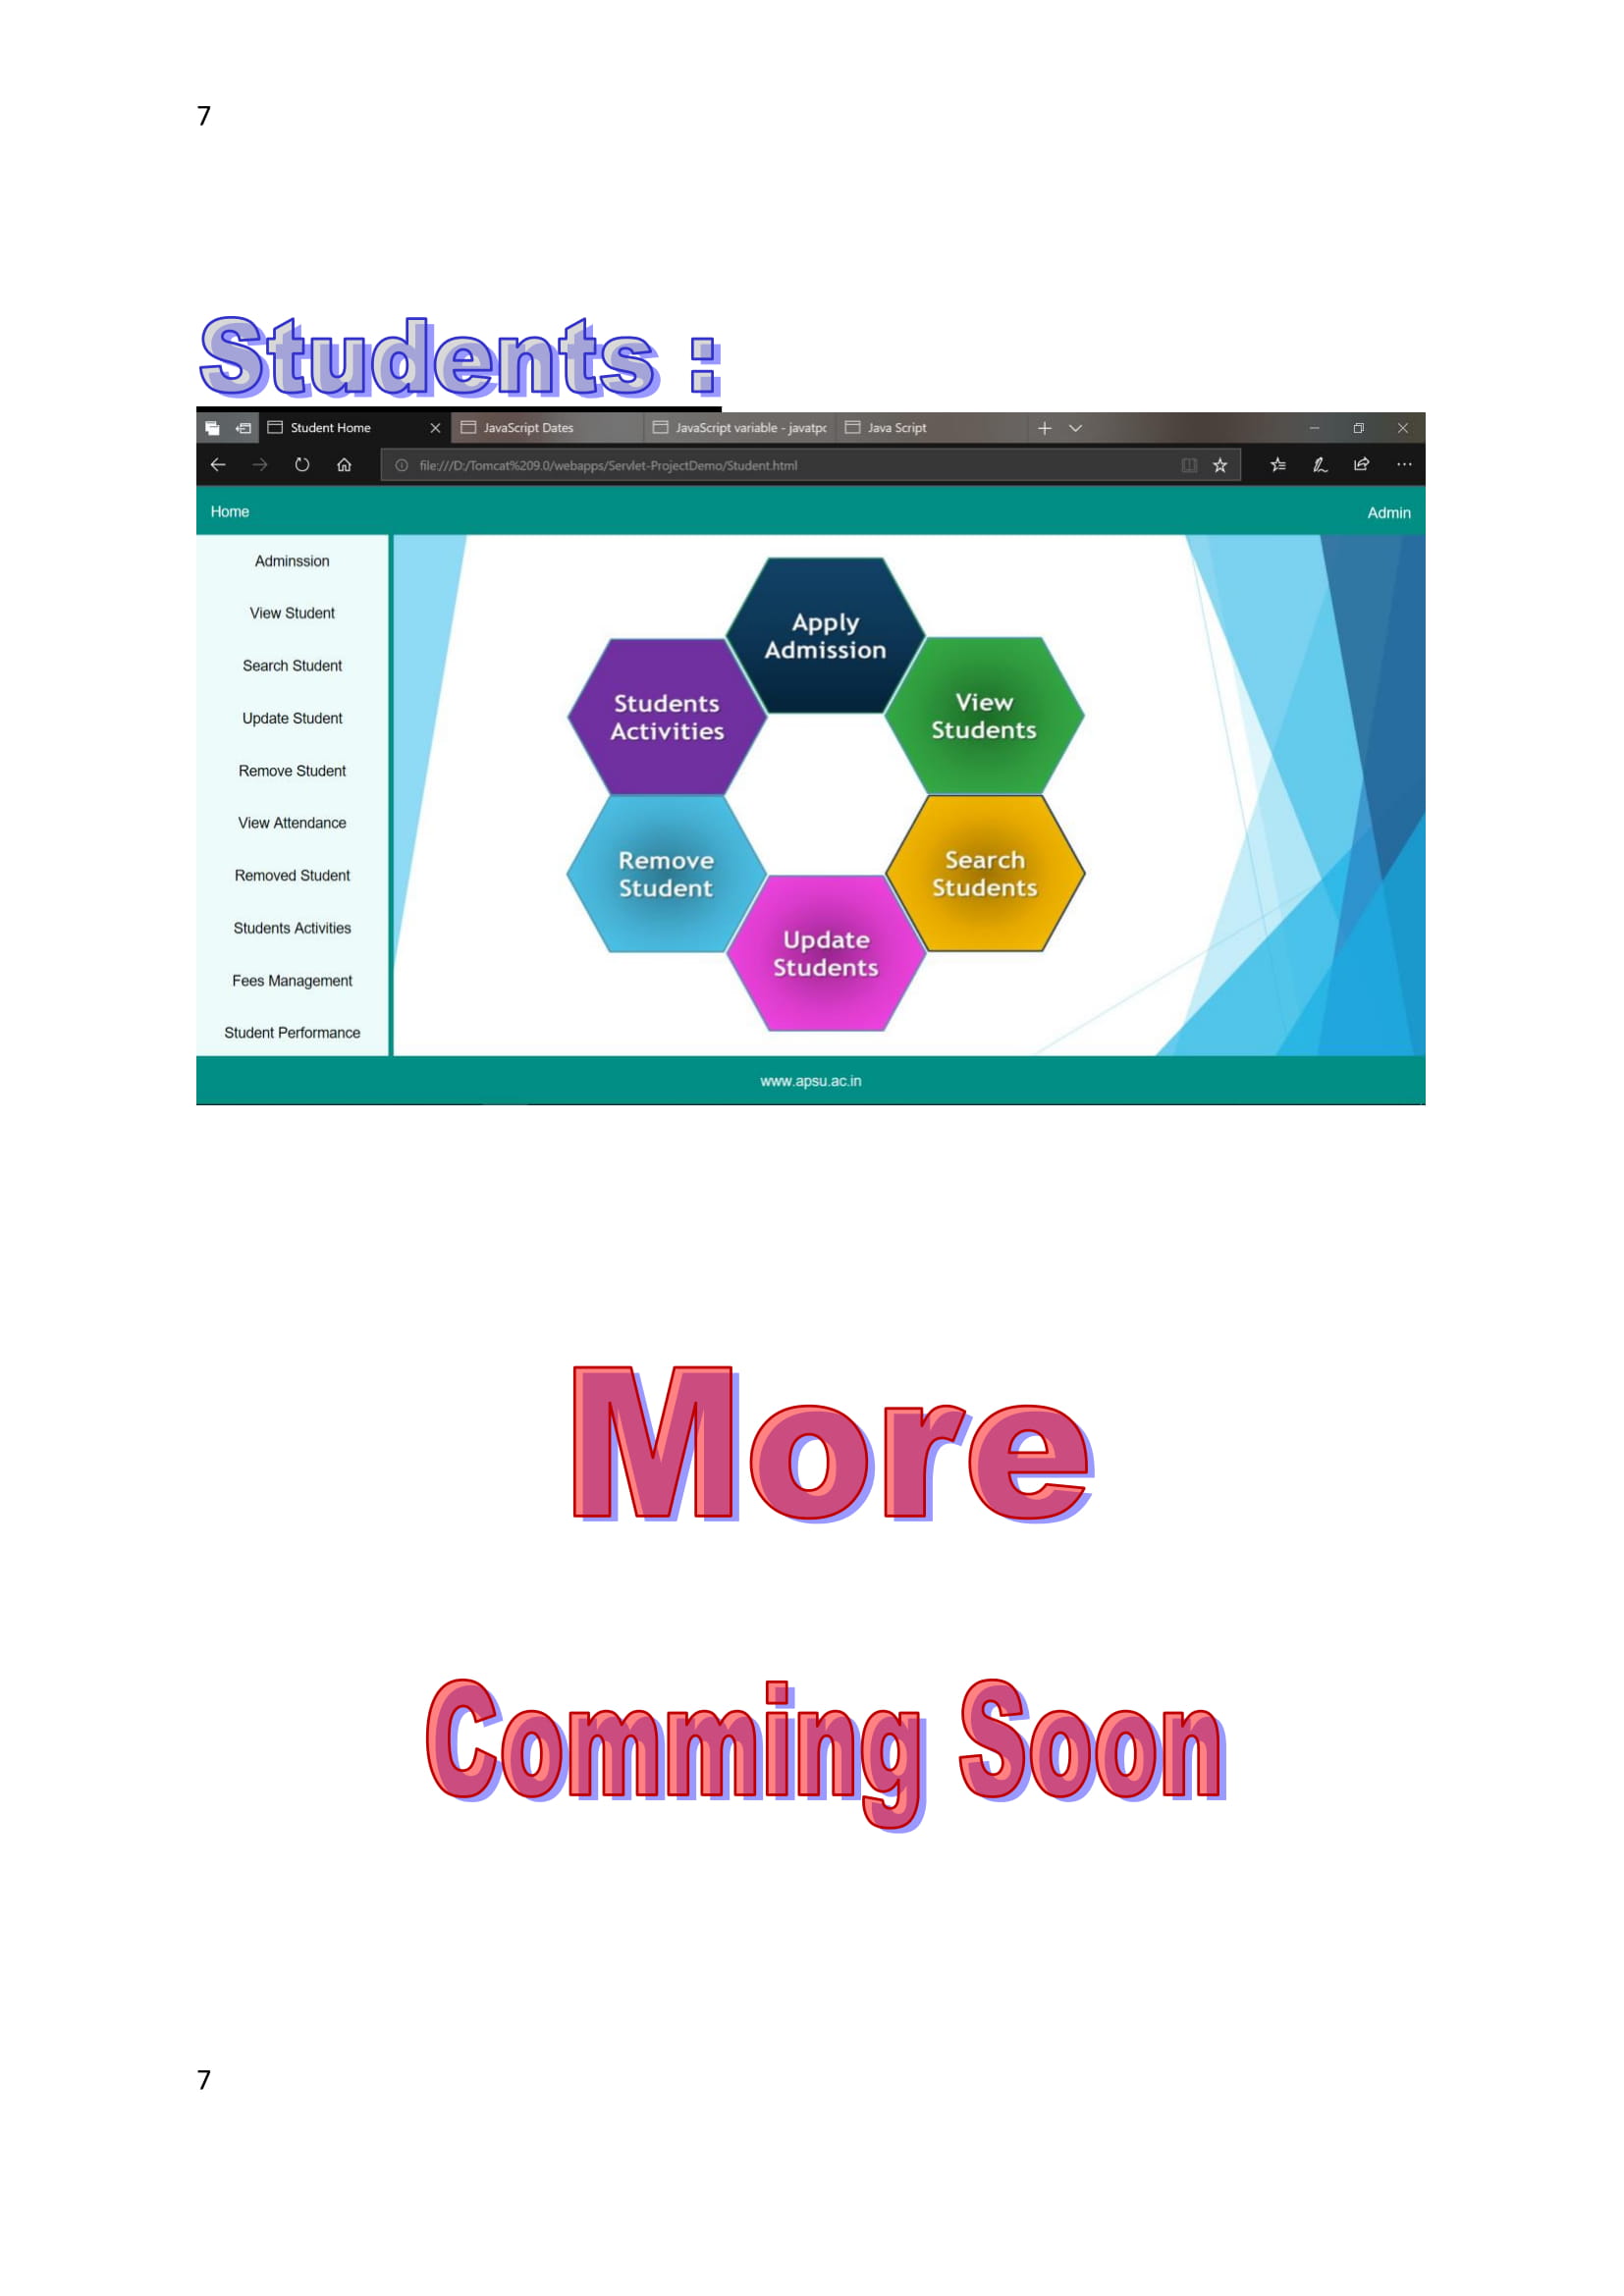 7
Students :
Student Home
JavaScript Dates
JavaScript variable - javatpc
Java Script
file:///D:/Tomcat%209.0/webapps/Servlet-ProjectDemo/Student.html
Home
Admin
Adminssion
View Student
Search Student
Update Student
Remove Student
View Attendance
Removed Student
Students Activities
Fees Management
Student Performance
Apply
Admission
View
Students
Search
Students
Update
Students
Remove
Student
Students
Activities
www.apsu.ac.in
More
Comming Soon
7